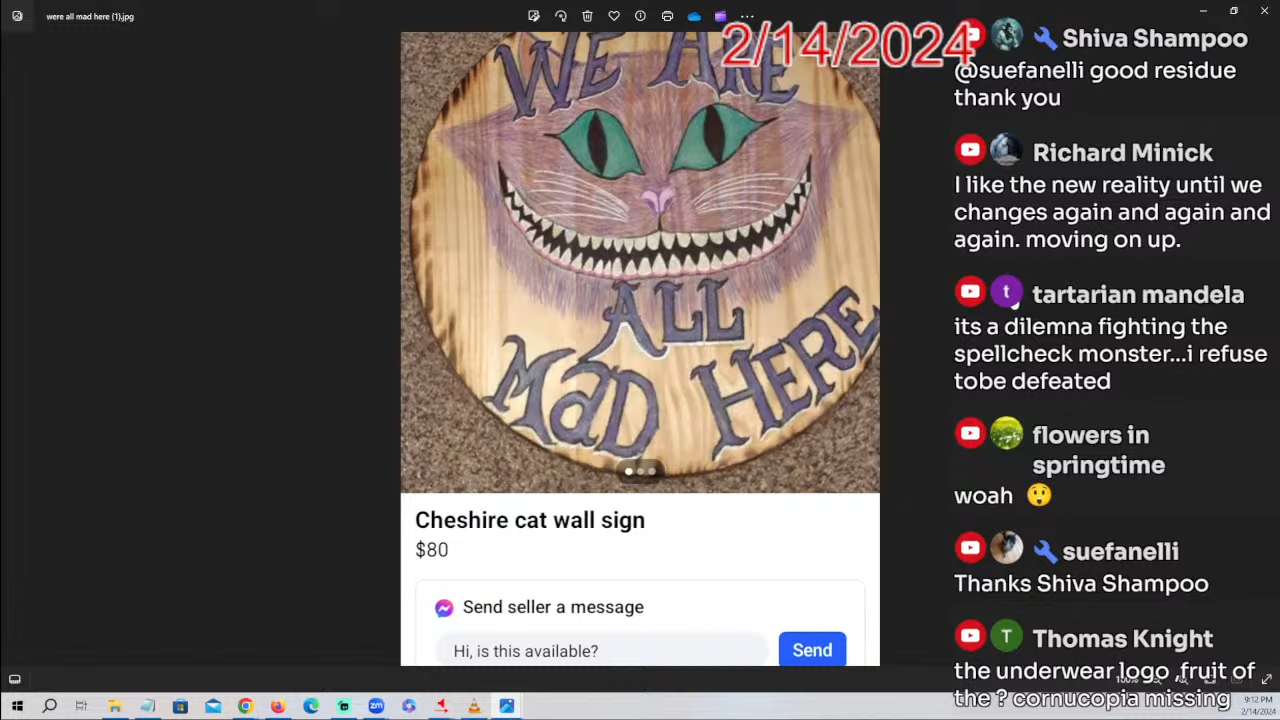 were all mad here (1).jpg
2/14/2024
WE ARE
ALL
MaD HERE
Cheshire cat wall sign
$80
Send seller a message
Hi, is this available?
Send
Shiva Shampoo
@suefanelli good residue
thank you
Richard Minick
I like the new reality until we
changes again and again and
again. moving on up.
t
tartarian mandela
its a dilemna fighting the
spellcheck monster...i refuse
tobe defeated
flowers in
springtime
woah
suefanelli
Thanks Shiva Shampoo
T
Thomas Knight
the underwear logo ,fruit of
the ? cornucopia missing
100%
zm
9:12 PM
2/14/2024